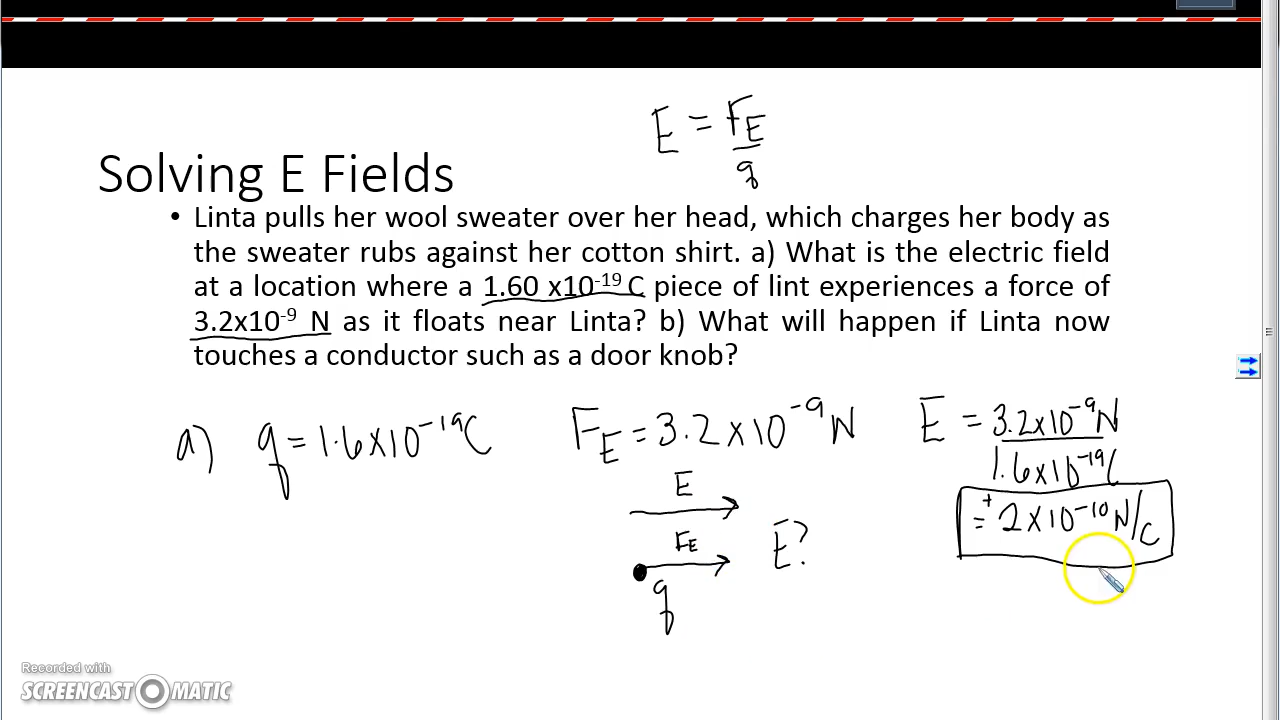 E = F_E
q
Solving E Fields
• Linta pulls her wool sweater over her head, which charges her body as
the sweater rubs against her cotton shirt. a) What is the electric field
at a location where a 1.60 x10⁻¹⁹ C piece of lint experiences a force of
3.2x10⁻⁹ N as it floats near Linta? b) What will happen if Linta now
touches a conductor such as a door knob?
a) q = 1.6x10⁻¹⁹C F_E = 3.2x10⁻⁹N E = 3.2x10⁻⁹N
1.6x10⁻¹⁹C
E
=⁺ 2x10⁻¹⁰ N/C
F_E E?
q
Recorded with
SCREENCAST O MATIC